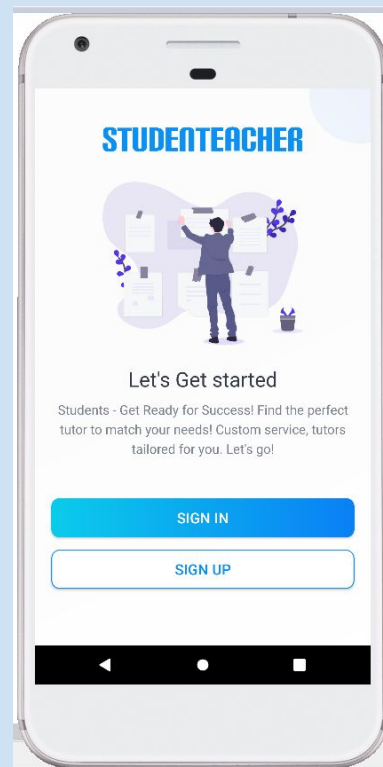 STUDENTEACHER
Let's Get started
Students - Get Ready for Success! Find the perfect
tutor to match your needs! Custom service, tutors
tailored for you. Let's go!
SIGN IN
SIGN UP